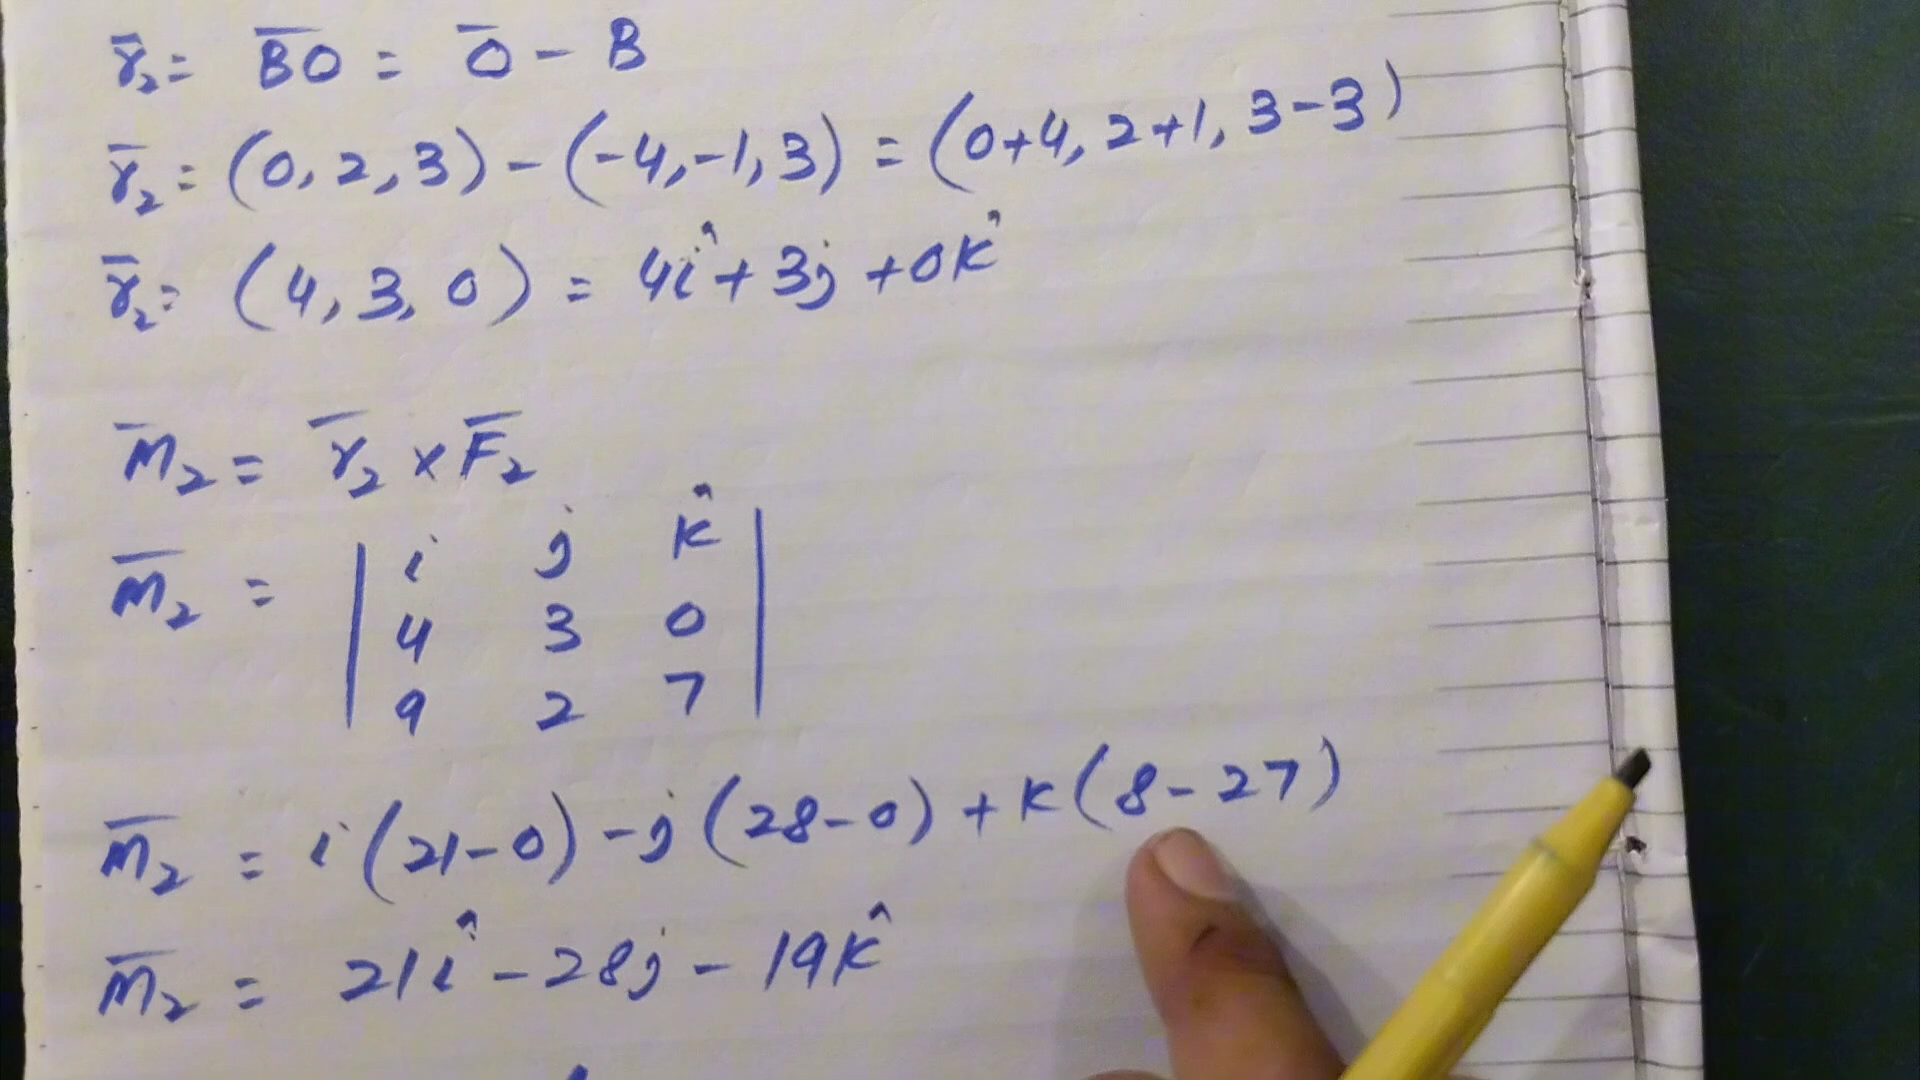 r̄₂ = B̅O̅ = O̅ - B
r̄₂ = (0, 2, 3) - (-4, -1, 3) = (0+4, 2+1, 3-3)
r̄₂ = (4, 3, 0) = 4î + 3j + 0k̂
M̅₂ = r̄₂ × F̅₂
M̅₂ = | i j k̂ |
4 3 0
9 2 7
M̅₂ = i(21-0) - j(28-0) + k(8-27)
M̅₂ = 21î - 28j - 19k̂